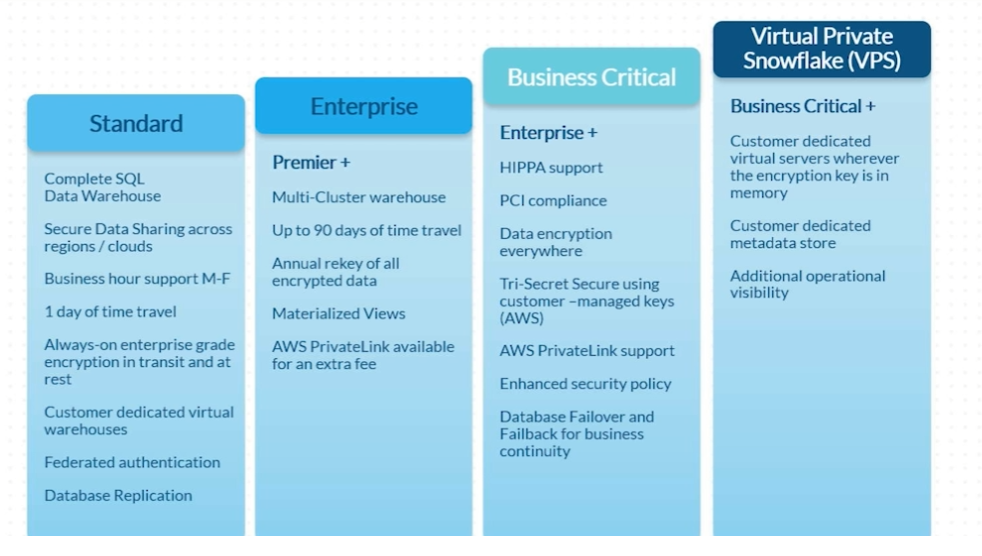 Standard
Complete SQL
Data Warehouse
Secure Data Sharing across
regions / clouds
Business hour support M-F
1 day of time travel
Always-on enterprise grade
encryption in transit and at
rest
Customer dedicated virtual
warehouses
Federated authentication
Database Replication
Enterprise
Premier +
Multi-Cluster warehouse
Up to 90 days of time travel
Annual rekey of all
encrypted data
Materialized Views
AWS PrivateLink available
for an extra fee
Business Critical
Enterprise +
HIPPA support
PCI compliance
Data encryption
everywhere
Tri-Secret Secure using
customer –managed keys
(AWS)
AWS PrivateLink support
Enhanced security policy
Database Failover and
Failback for business
continuity
Virtual Private
Snowflake (VPS)
Business Critical +
Customer dedicated
virtual servers wherever
the encryption key is in
memory
Customer dedicated
metadata store
Additional operational
visibility